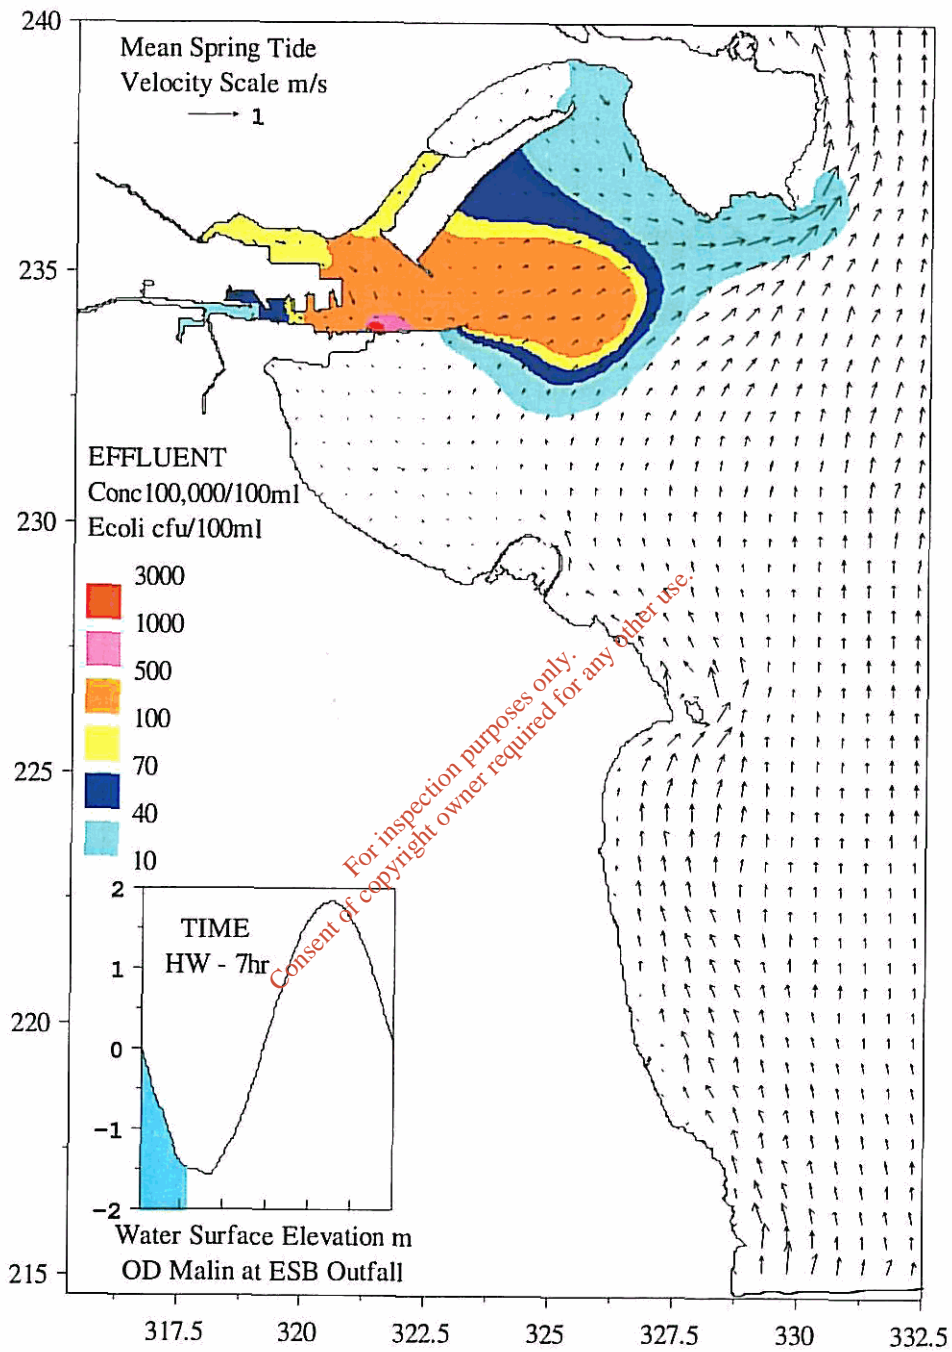 240
Mean Spring Tide
Velocity Scale m/s
1
235
EFFLUENT
Conc100,000/100ml
Ecoli cfu/100ml
230
3000
1000
500
100
70
40
10
225
For inspection purposes only.
Consent of copyright owner required for any other use.
2
TIME
HW - 7hr
1
220
0
-1
-2
Water Surface Elevation m
OD Malin at ESB Outfall
215
317.5
320
322.5
325
327.5
330
332.5